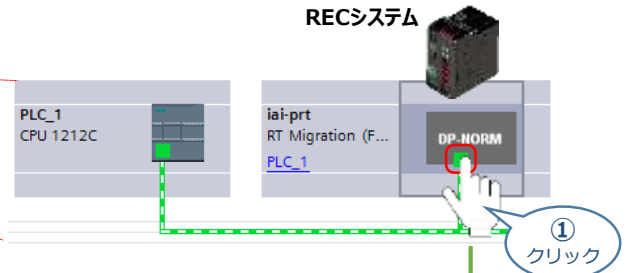 RECシステム
PLC_1
CPU 1212C
iai-prt
RT Migration (F...
PLC_1
DP-NORM
①
クリック